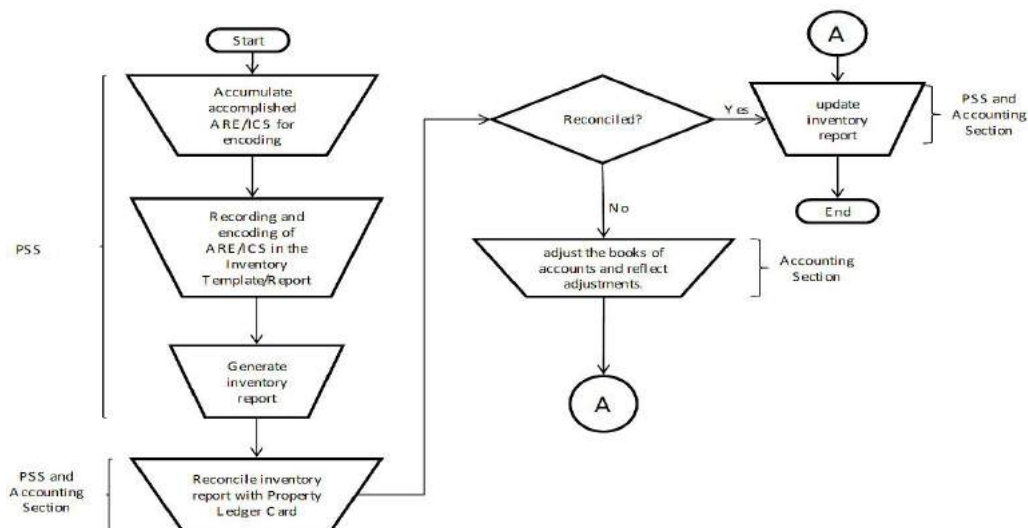 Start
Accumulate
accomplished
ARE/ICS for
encoding
Recording and
encoding of
ARE/ICS in the
Inventory
Template/Report
PSS
Generate
inventory
report
PSS and
Accounting
Section
Reconcile inventory
report with Property
Ledger Card
Reconciled?
Yes
No
adjust the books of
accounts and reflect
adjustments.
Accounting
Section
A
A
update
inventory
report
PSS and
Accounting
Section
End